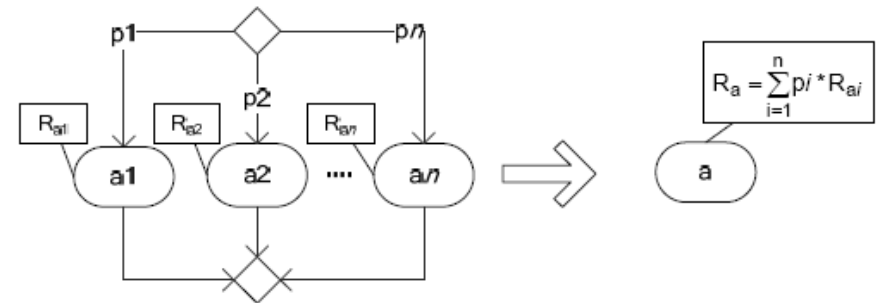 p1
pn
p2
n
Ra = ∑ pi * Rai
i=1
Ra1
Ra2
Ran
a1
a2
....
an
a